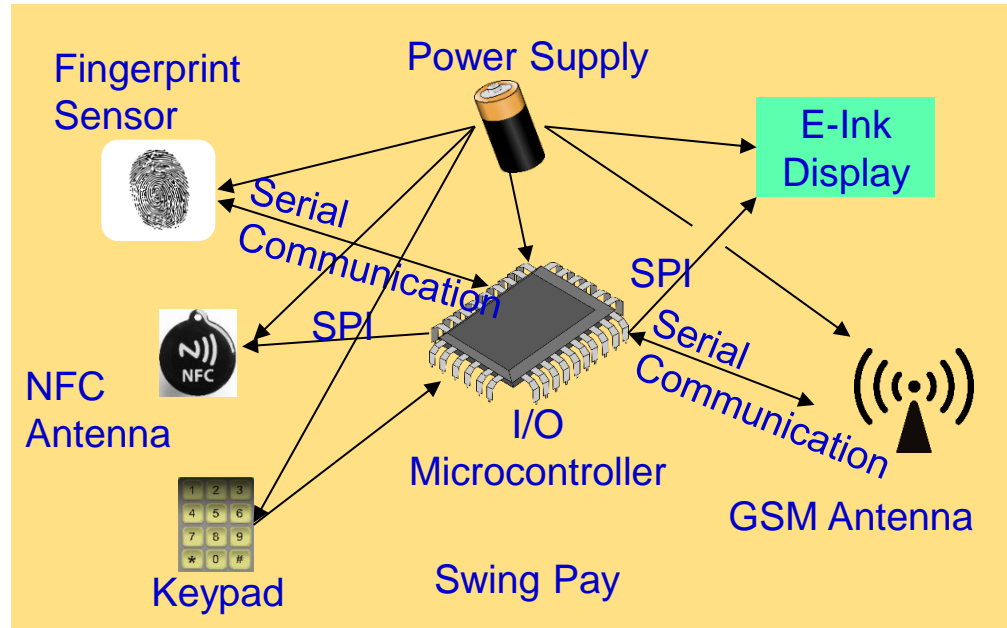 Power Supply
Fingerprint
Sensor
E-Ink
Display
Serial
Communication
SPI
SPI
NFC
NFC
Antenna
Serial
Communication
I/O
Microcontroller
GSM Antenna
1 2 3
4 5 6
7 8 9
* 0 #
Keypad
Swing Pay